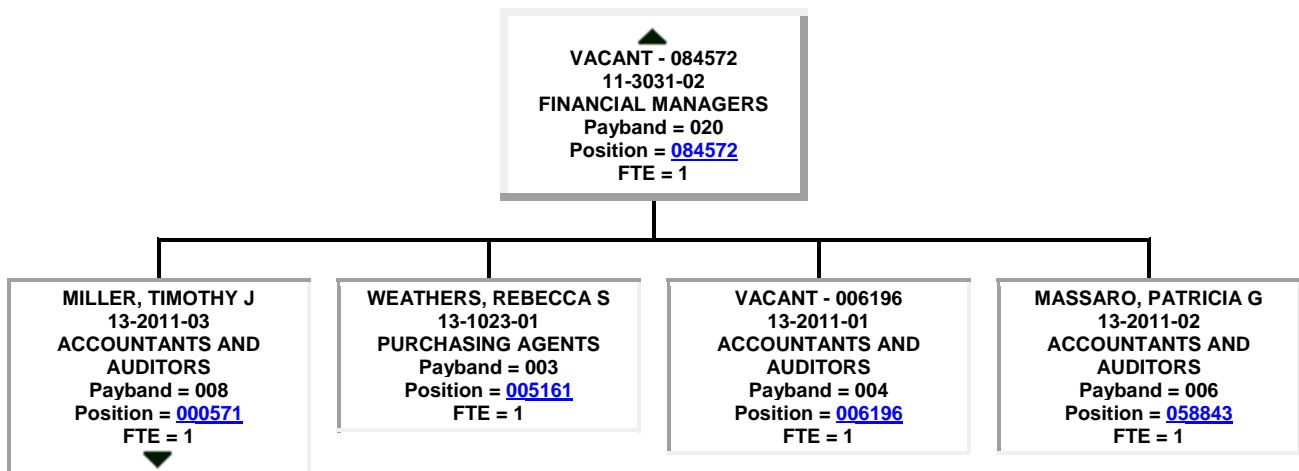 VACANT - 084572
11-3031-02
FINANCIAL MANAGERS
Payband = 020
Position = 084572
FTE = 1
MILLER, TIMOTHY J
13-2011-03
ACCOUNTANTS AND
AUDITORS
Payband = 008
Position = 000571
FTE = 1
WEATHERS, REBECCA S
13-1023-01
PURCHASING AGENTS
Payband = 003
Position = 005161
FTE = 1
VACANT - 006196
13-2011-01
ACCOUNTANTS AND
AUDITORS
Payband = 004
Position = 006196
FTE = 1
MASSARO, PATRICIA G
13-2011-02
ACCOUNTANTS AND
AUDITORS
Payband = 006
Position = 058843
FTE = 1